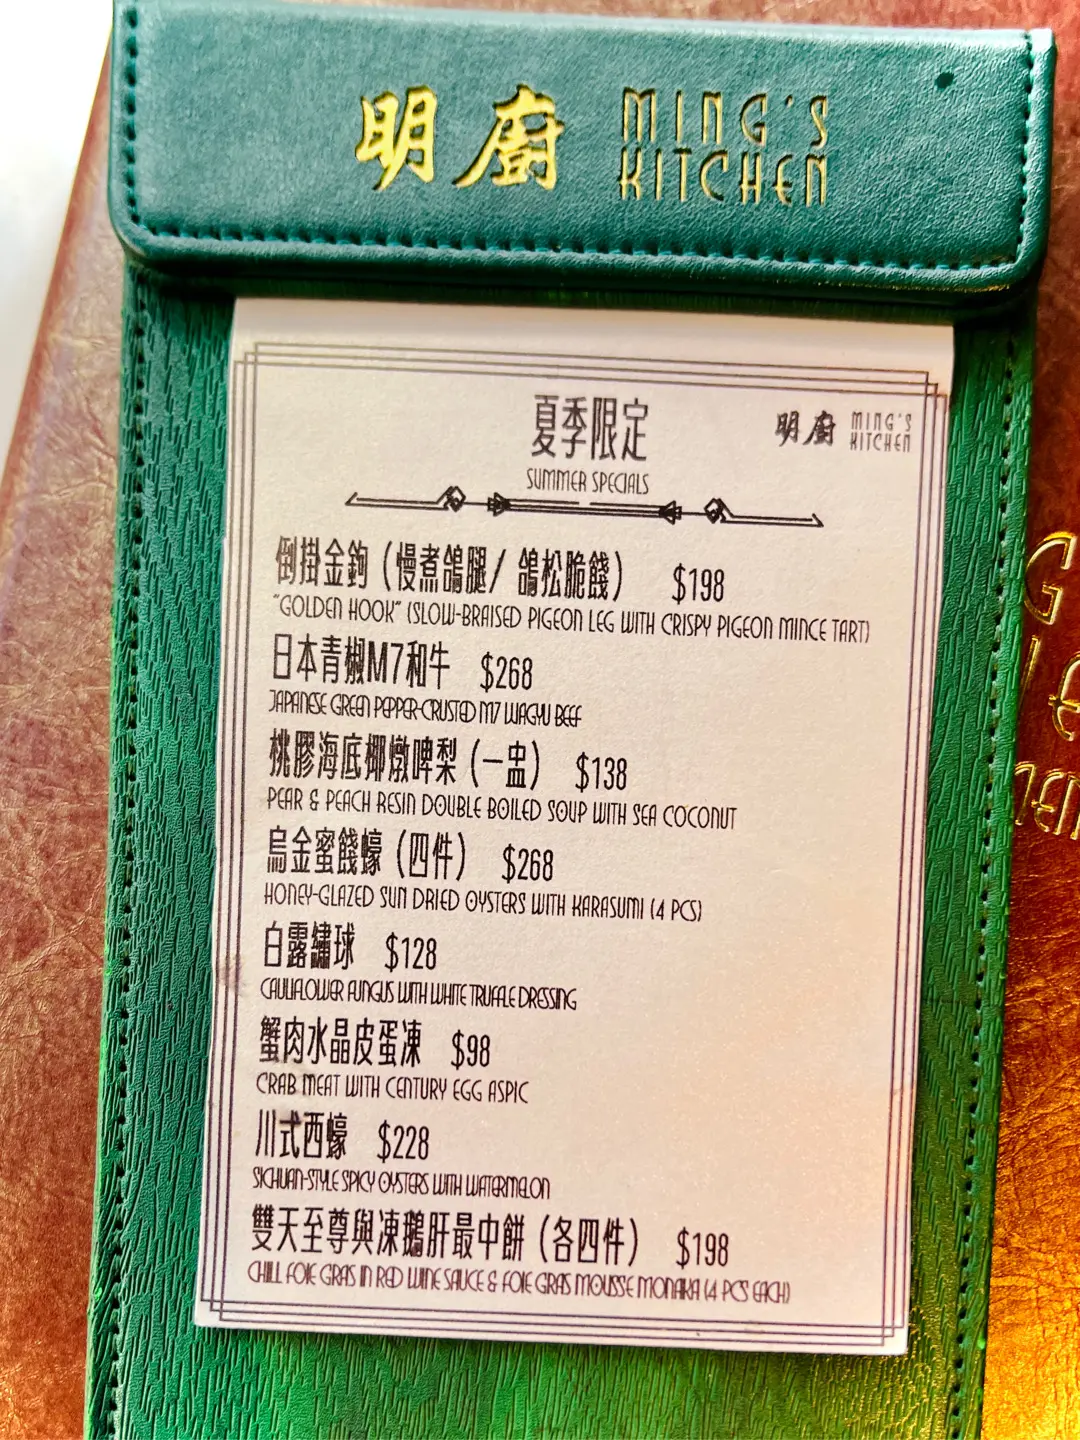 明廚 MING'S KITCHEN
夏季限定
明廚 MING'S KITCHEN
SUMMER SPECIALS
倒掛金鉤（慢煮鴿腿/ 鴿松脆餞） $198
"GOLDEN HOOK" (SLOW-BRAISED PIGEON LEG WITH CRISPY PIGEON MINCE TART)
日本青椒M7和牛 $268
JAPANESE GREEN PEPPER-CRUSTED M7 WAGYU BEEF
桃膠海底椰燉啤梨（一盅） $138
PEAR & PEACH RESIN DOUBLE BOILED SOUP WITH SEA COCONUT
烏金蜜餞蠔（四件） $268
HONEY-GLAZED SUN DRIED OYSTERS WITH KARASUMI (4 PCS)
白露繡球 $128
CAULIFLOWER FUNGUS WITH WHITE TRUFFLE DRESSING
蟹肉水晶皮蛋凍 $98
CRAB MEAT WITH CENTURY EGG ASPIC
川式西蠔 $228
SICHUAN-STYLE SPICY OYSTERS WITH WATERMELON
雙天至尊與凍鵝肝最中餅（各四件） $198
CHILL FOIE GRAS IN RED WINE SAUCE & FOIE GRAS MOUSSE MONAKA (4 PCS EACH)